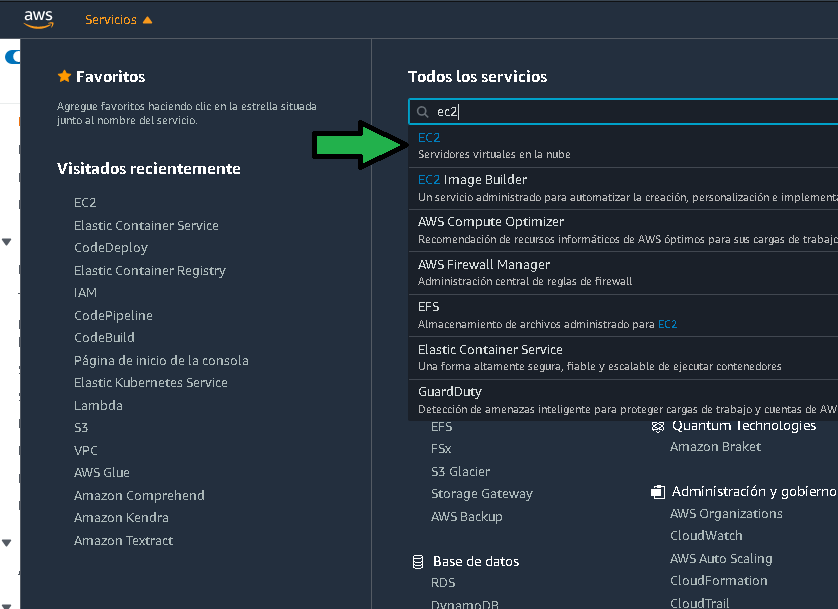 aws
Servicios
Favoritos
Agregue favoritos haciendo clic en la estrella situada
junto al nombre del servicio.
Visitados recientemente
EC2
Elastic Container Service
CodeDeploy
Elastic Container Registry
IAM
CodePipeline
CodeBuild
Página de inicio de la consola
Elastic Kubernetes Service
Lambda
S3
VPC
AWS Glue
Amazon Comprehend
Amazon Kendra
Amazon Textract
Todos los servicios
ec2
EC2
Servidores virtuales en la nube
EC2 Image Builder
Un servicio administrado para automatizar la creación, personalización e implementa
AWS Compute Optimizer
Recomendación de recursos informáticos de AWS óptimos para sus cargas de trabajo
AWS Firewall Manager
Administración central de reglas de firewall
EFS
Almacenamiento de archivos administrado para EC2
Elastic Container Service
Una forma altamente segura, fiable y escalable de ejecutar contenedores
GuardDuty
Detección de amenazas inteligente para proteger cargas de trabajo y cuentas de AW
EFS
FSx
S3 Glacier
Storage Gateway
AWS Backup
Base de datos
RDS
DynamoDB
Quantum Technologies
Amazon Braket
Administración y gobierno
AWS Organizations
CloudWatch
AWS Auto Scaling
CloudFormation
CloudTrail